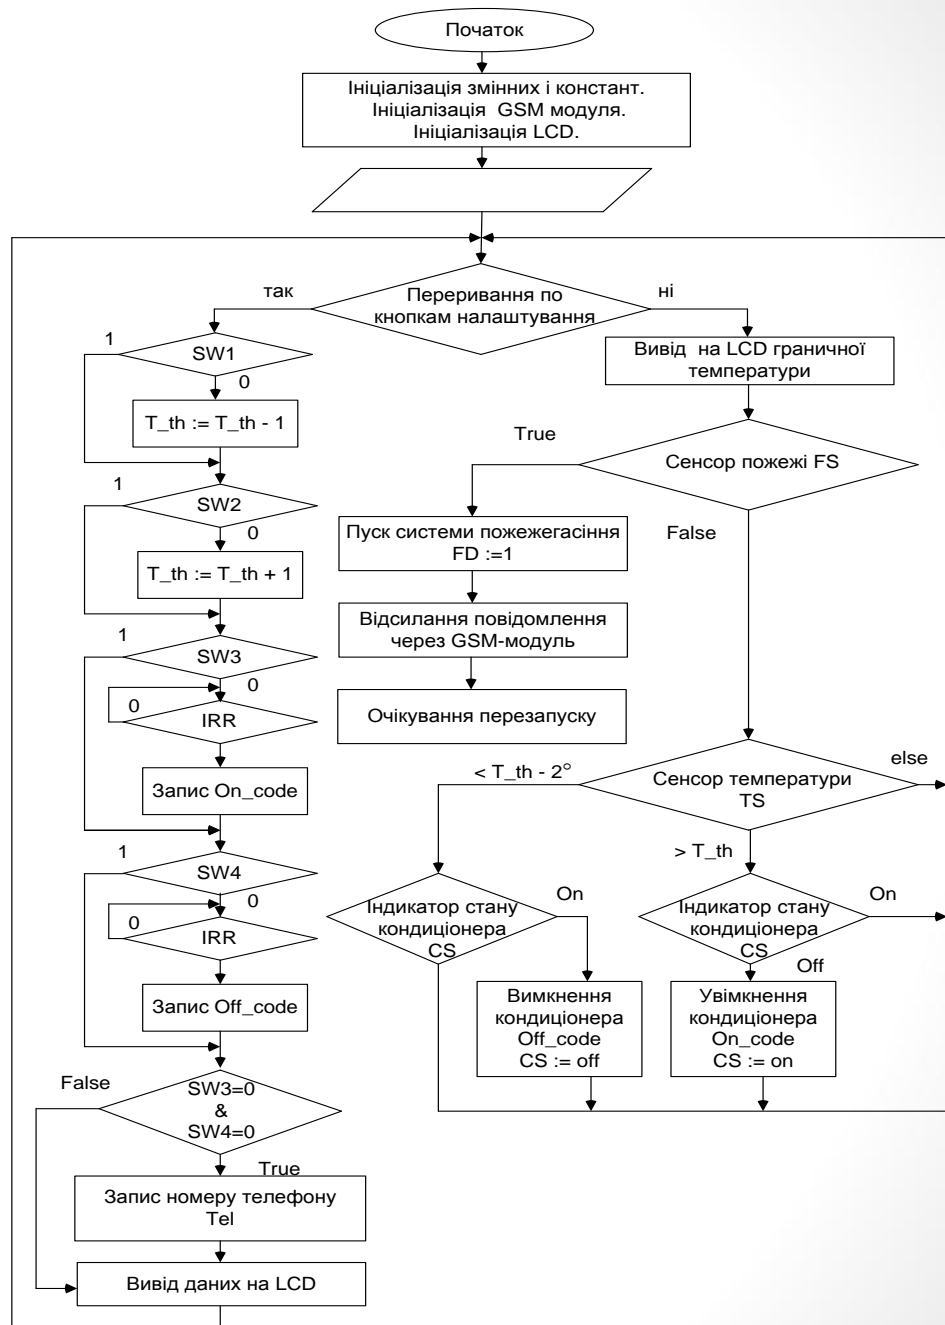 Початок
Ініціалізація змінних і констант.
Ініціалізація GSM модуля.
Ініціалізація LCD.
Переривання по
кнопкам налаштування
так
ні
1
SW1
0
T_th := T_th - 1
1
SW2
0
T_th := T_th + 1
1
SW3
0
0
IRR
Запис On_code
1
SW4
0
0
IRR
Запис Off_code
False
SW3=0
&
SW4=0
True
Запис номеру телефону
Tel
Вивід даних на LCD
Вивід на LCD граничної
температури
True
Сенсор пожежі FS
False
Пуск системи пожежегасіння
FD :=1
Відсилання повідомлення
через GSM-модуль
Очікування перезапуску
< T_th - 2°
Сенсор температури
TS
else
> T_th
Індикатор стану
кондиціонера
CS
On
Вимкнення
кондиціонера
Off_code
CS := off
Індикатор стану
кондиціонера
CS
On
Off
Увімкнення
кондиціонера
On_code
CS := on